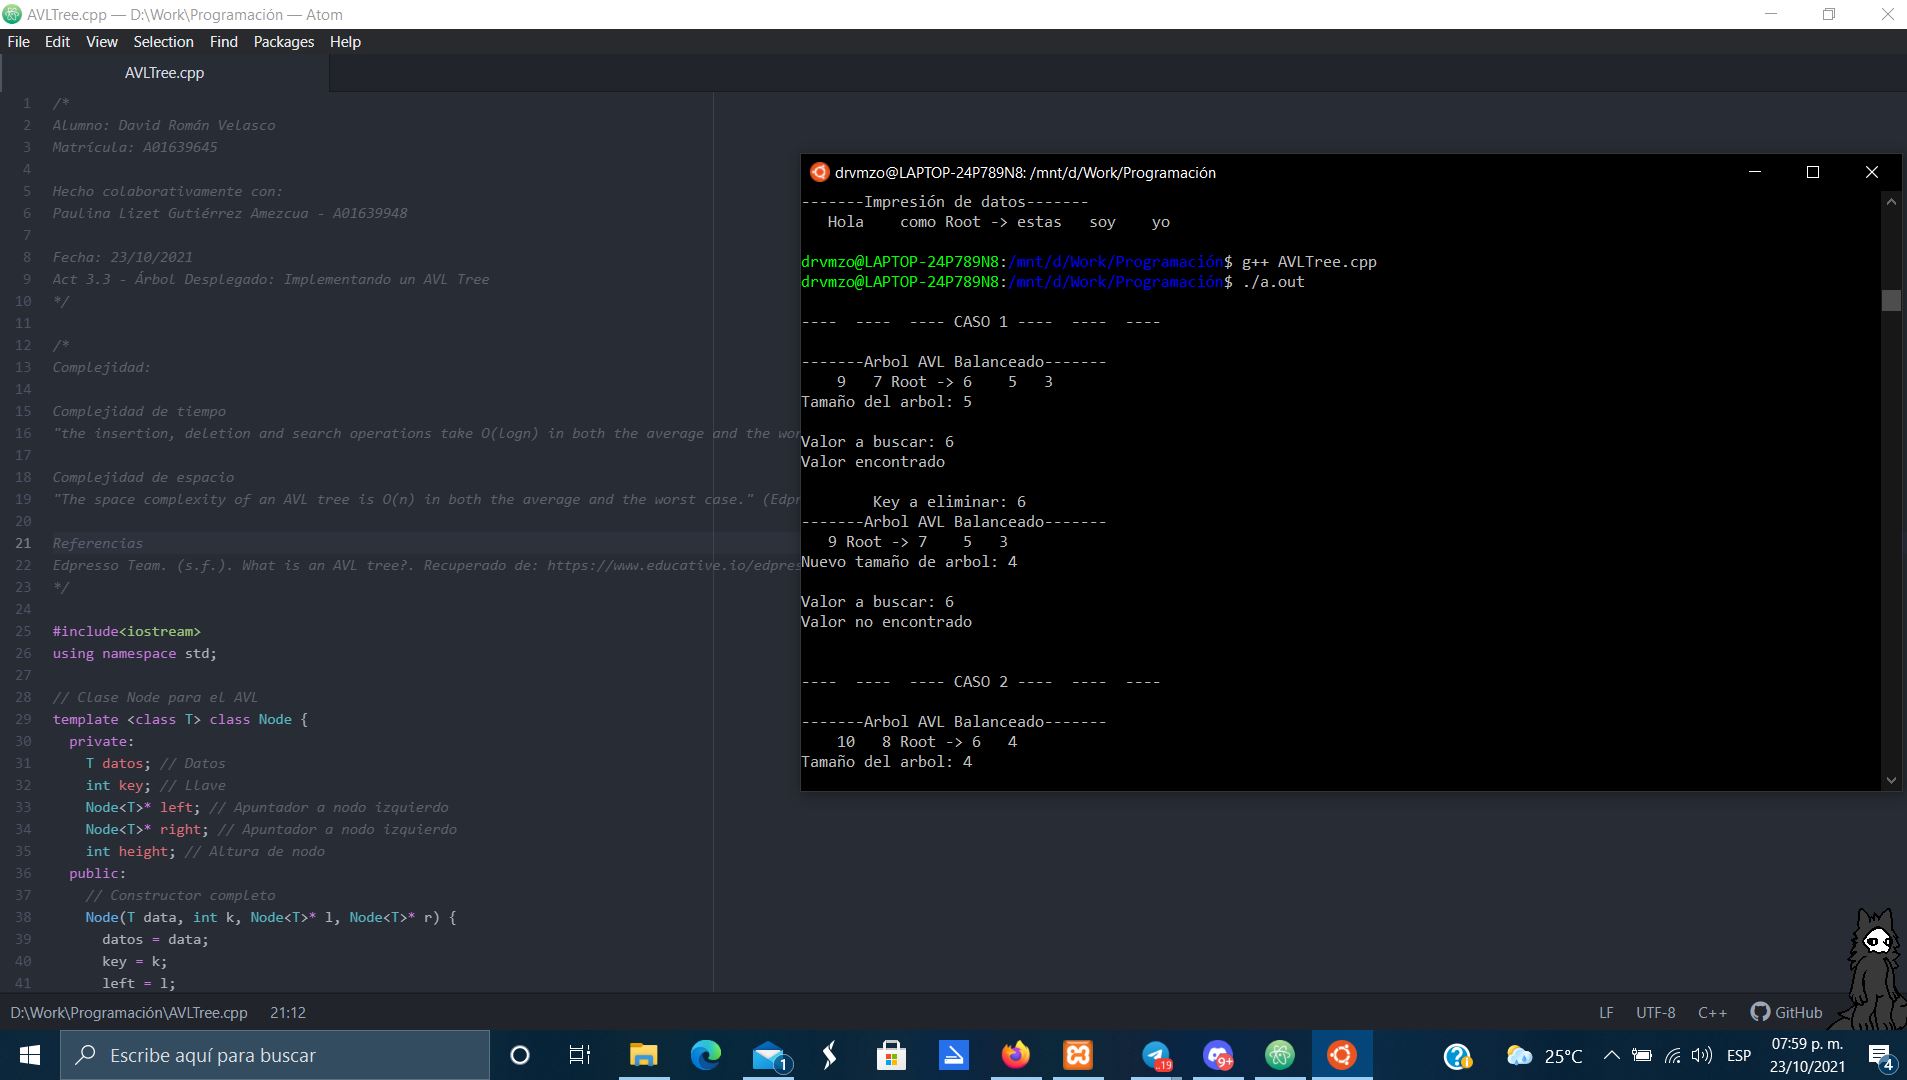 AVLTree.cpp — D:\Work\Programación — Atom
File Edit View Selection Find Packages Help
AVLTree.cpp
1 /*
2 Alumno: David Román Velasco
3 Matrícula: A01639645
4
5 Hecho colaborativamente con:
6 Paulina Lizet Gutiérrez Amezcua - A01639948
7
8 Fecha: 23/10/2021
9 Act 3.3 - Árbol Desplegado: Implementando un AVL Tree
10 */
11
12 /*
13 Complejidad:
14
15 Complejidad de tiempo
16 "the insertion, deletion and search operations take O(logn) in both the average and the wor
17
18 Complejidad de espacio
19 "The space complexity of an AVL tree is O(n) in both the average and the worst case." (Edpr
20
21 Referencias
22 Edpresso Team. (s.f.). What is an AVL tree?. Recuperado de: https://www.educative.io/edpres
23 */
24
25 #include<iostream>
26 using namespace std;
27
28 // Clase Node para el AVL
29 template <class T> class Node {
30 private:
31 T datos; // Datos
32 int key; // Llave
33 Node<T>* left; // Apuntador a nodo izquierdo
34 Node<T>* right; // Apuntador a nodo izquierdo
35 int height; // Altura de nodo
36 public:
37 // Constructor completo
38 Node(T data, int k, Node<T>* l, Node<T>* r) {
39 datos = data;
40 key = k;
41 left = l;
drvmzo@LAPTOP-24P789N8: /mnt/d/Work/Programación
-------Impresión de datos-------
Hola como Root -> estas soy yo
drvmzo@LAPTOP-24P789N8:/mnt/d/Work/Programación$ g++ AVLTree.cpp
drvmzo@LAPTOP-24P789N8:/mnt/d/Work/Programación$ ./a.out
---- ---- ---- CASO 1 ---- ---- ----
-------Arbol AVL Balanceado-------
9 7 Root -> 6 5 3
Tamaño del arbol: 5
Valor a buscar: 6
Valor encontrado
Key a eliminar: 6
-------Arbol AVL Balanceado-------
9 Root -> 7 5 3
Nuevo tamaño de arbol: 4
Valor a buscar: 6
Valor no encontrado
---- ---- ---- CASO 2 ---- ---- ----
-------Arbol AVL Balanceado-------
10 8 Root -> 6 4
Tamaño del arbol: 4
D:\Work\Programación\AVLTree.cpp 21:12
LF UTF-8 C++ GitHub
Escribe aquí para buscar
1
..19
9+
25°C
ESP
07:59 p. m.
23/10/2021
4